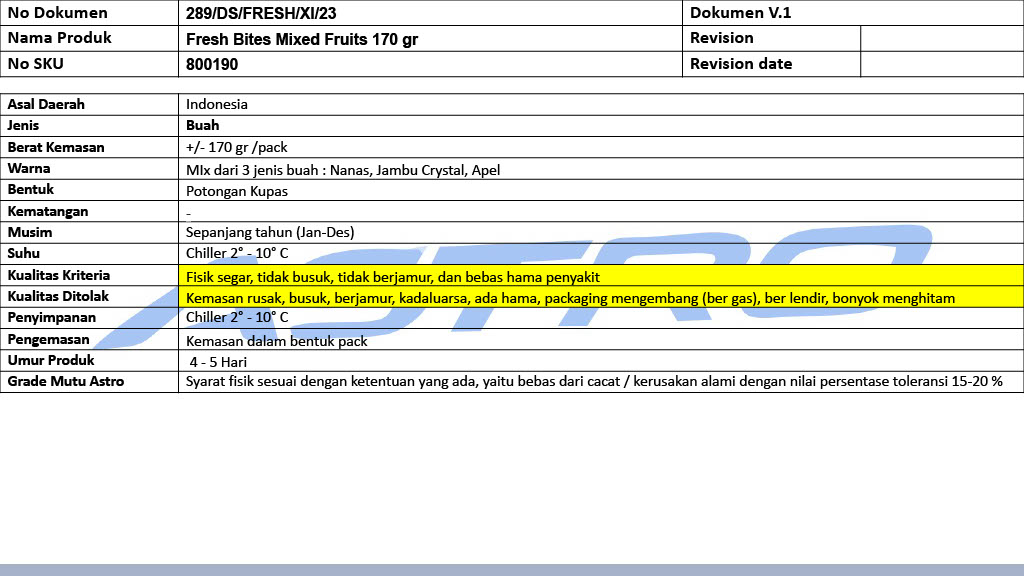 No Dokumen 289/DS/FRESH/XI/23 Dokumen V.1
Nama Produk Fresh Bites Mixed Fruits 170 gr Revision
No SKU 800190 Revision date
Asal Daerah Indonesia
Jenis Buah
Berat Kemasan +/- 170 gr /pack
Warna MIx dari 3 jenis buah : Nanas, Jambu Crystal, Apel
Bentuk Potongan Kupas
Kematangan -
Musim Sepanjang tahun (Jan-Des)
Suhu Chiller 2° - 10° C
Kualitas Kriteria Fisik segar, tidak busuk, tidak berjamur, dan bebas hama penyakit
Kualitas Ditolak Kemasan rusak, busuk, berjamur, kadaluarsa, ada hama, packaging mengembang (ber gas), ber lendir, bonyok menghitam
Penyimpanan Chiller 2° - 10° C
Pengemasan Kemasan dalam bentuk pack
Umur Produk 4 - 5 Hari
Grade Mutu Astro Syarat fisik sesuai dengan ketentuan yang ada, yaitu bebas dari cacat / kerusakan alami dengan nilai persentase toleransi 15-20 %
ASTRO